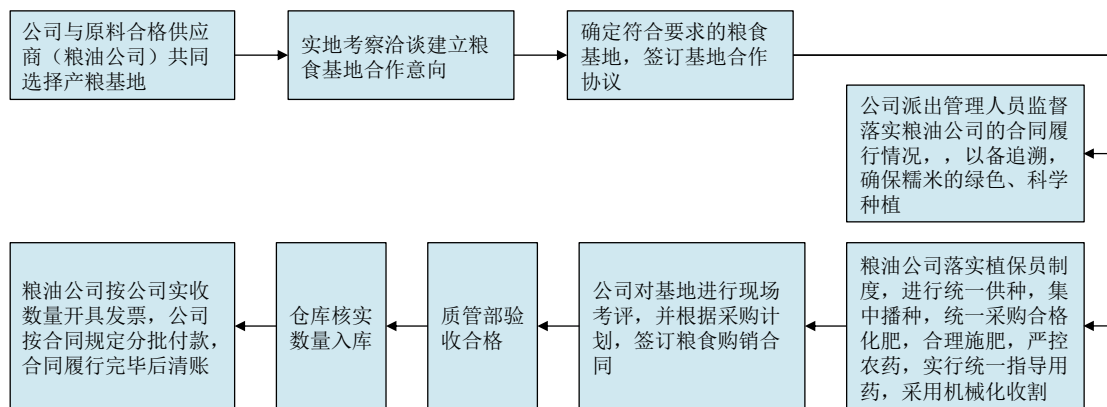 公司与原料合格供应
商（粮油公司）共同
选择产粮基地
实地考察洽谈建立粮
食基地合作意向
确定符合要求的粮食
基地，签订基地合作
协议
公司派出管理人员监督
落实粮油公司的合同履
行情况，，以备追溯，
确保糯米的绿色、科学
种植
粮油公司落实植保员制
度，进行统一供种，集
中播种，统一采购合格
化肥，合理施肥，严控
农药，实行统一指导用
药，采用机械化收割
公司对基地进行现场
考评，并根据采购计
划，签订粮食购销合
同
质管部验
收合格
仓库核实
数量入库
粮油公司按公司实收
数量开具发票，公司
按合同规定分批付款，
合同履行完毕后清账